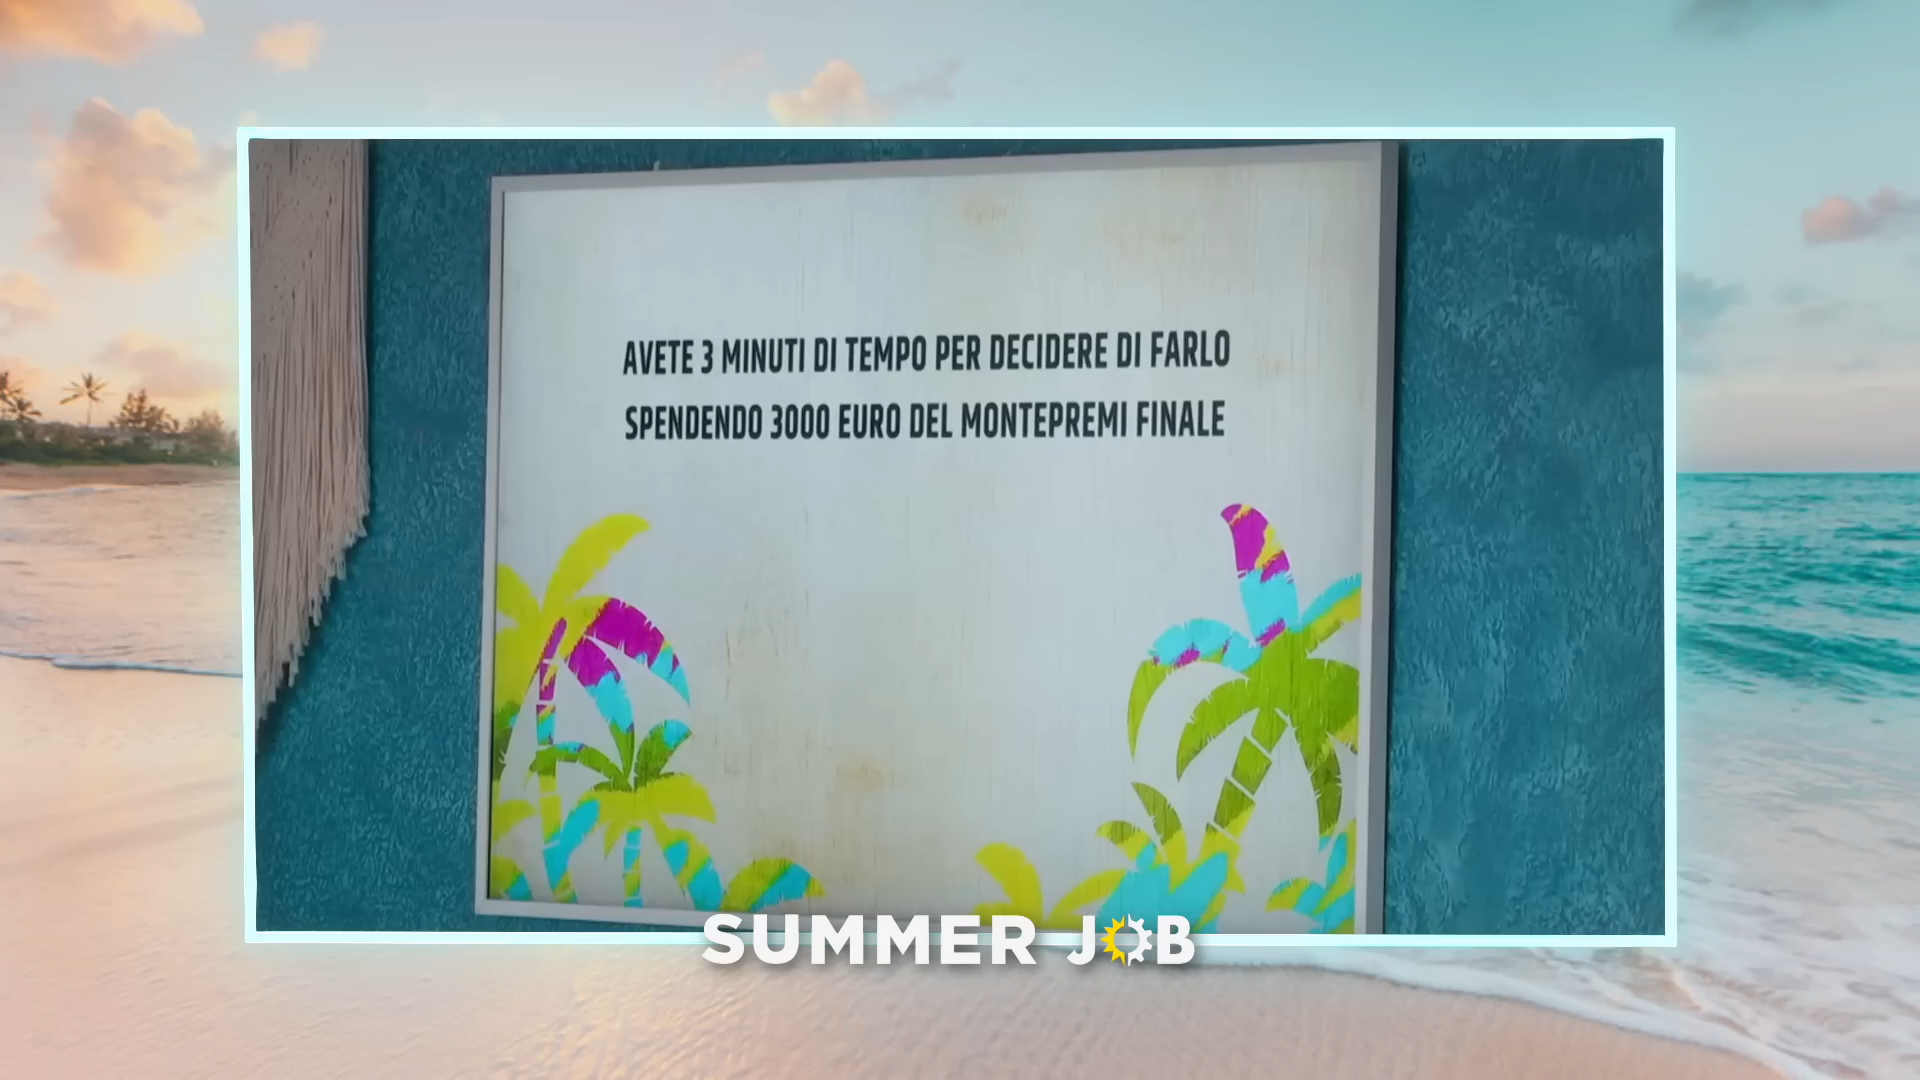 AVETE 3 MINUTI DI TEMPO PER DECIDERE DI FARLO
SPENDENDO 3000 EURO DEL MONTEPREMI FINALE
SUMMER JOB